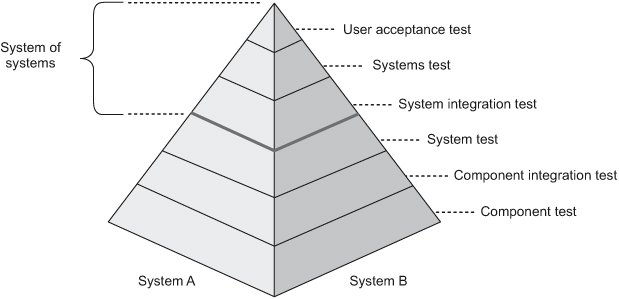 System of
systems
User acceptance test
Systems test
System integration test
System test
Component integration test
Component test
System A
System B